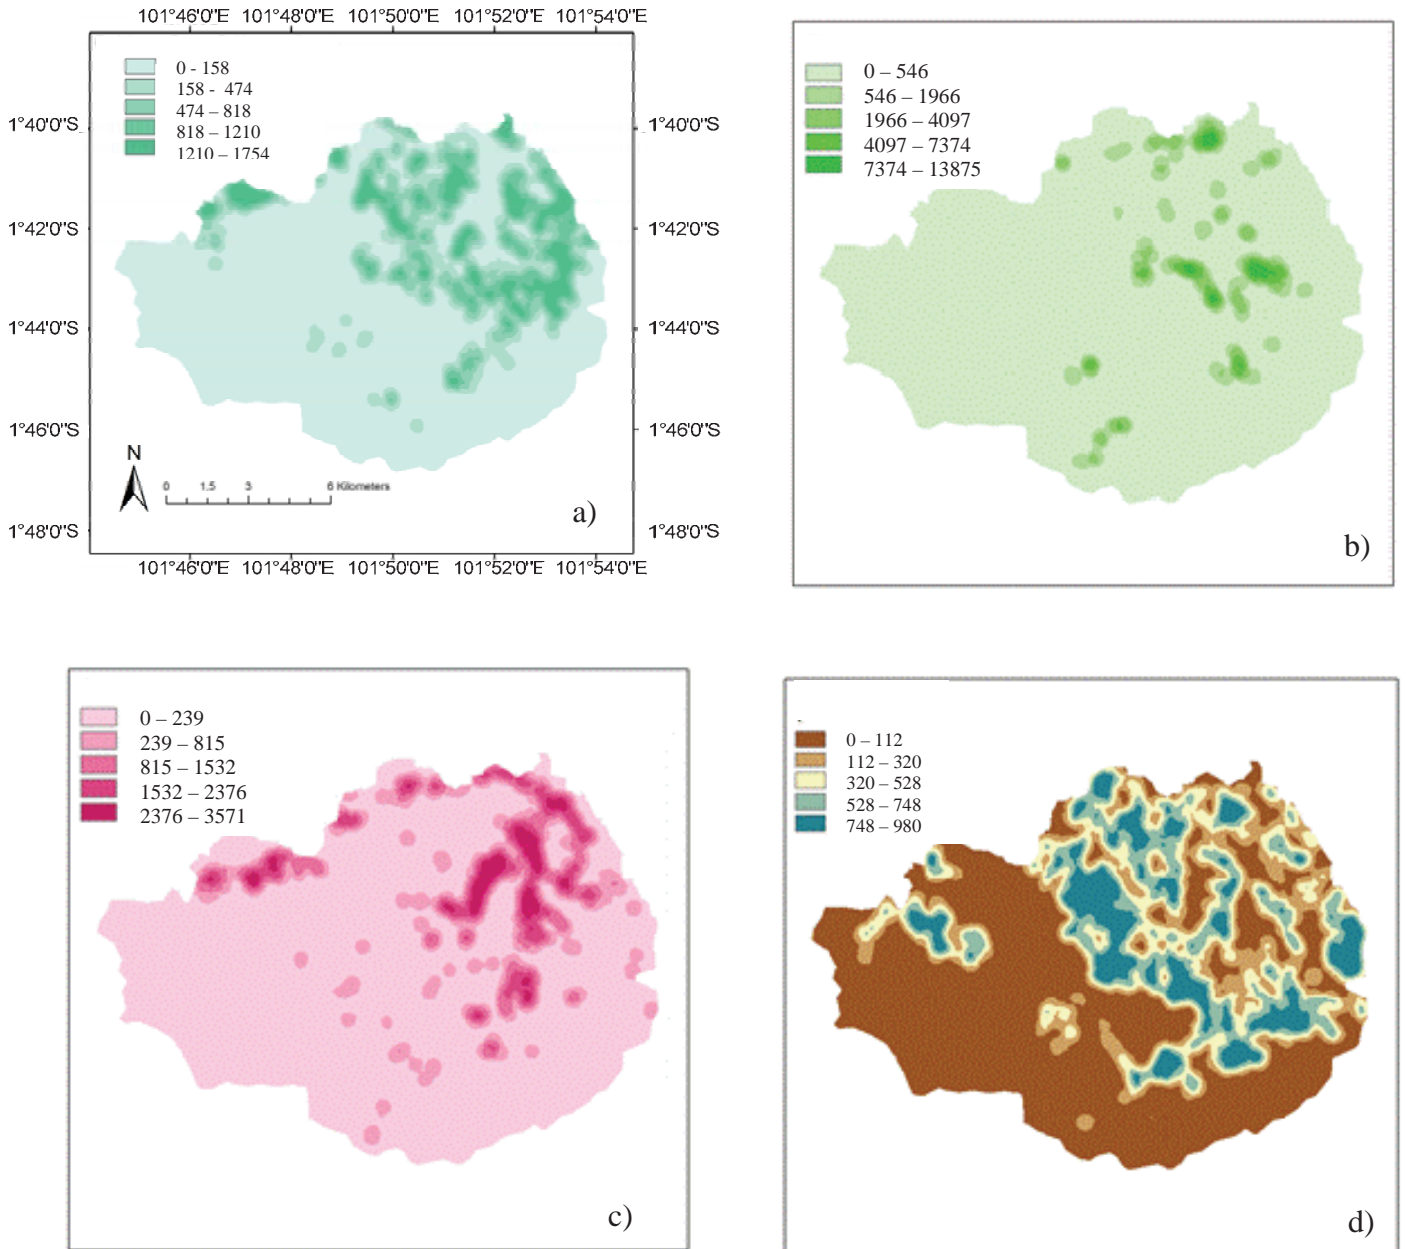 101°46'0"E 101°48'0"E 101°50'0"E 101°52'0"E 101°54'0"E
a)
0 - 158
158 - 474
474 – 818
818 – 1210
1210 – 1754
1°40'0"S
1°42'0"S
1°44'0"S
1°46'0"S
1°48'0"S
1°40'0"S
1°42'0"S
1°44'0"S
1°46'0"S
1°48'0"S
N
0 1.5 3 6 Kilometers
101°46'0"E 101°48'0"E 101°50'0"E 101°52'0"E 101°54'0"E
0 – 546
546 – 1966
1966 – 4097
4097 – 7374
7374 – 13875
b)
0 – 239
239 – 815
815 – 1532
1532 – 2376
2376 – 3571
c)
0 – 112
112 – 320
320 – 528
528 – 748
748 – 980
d)